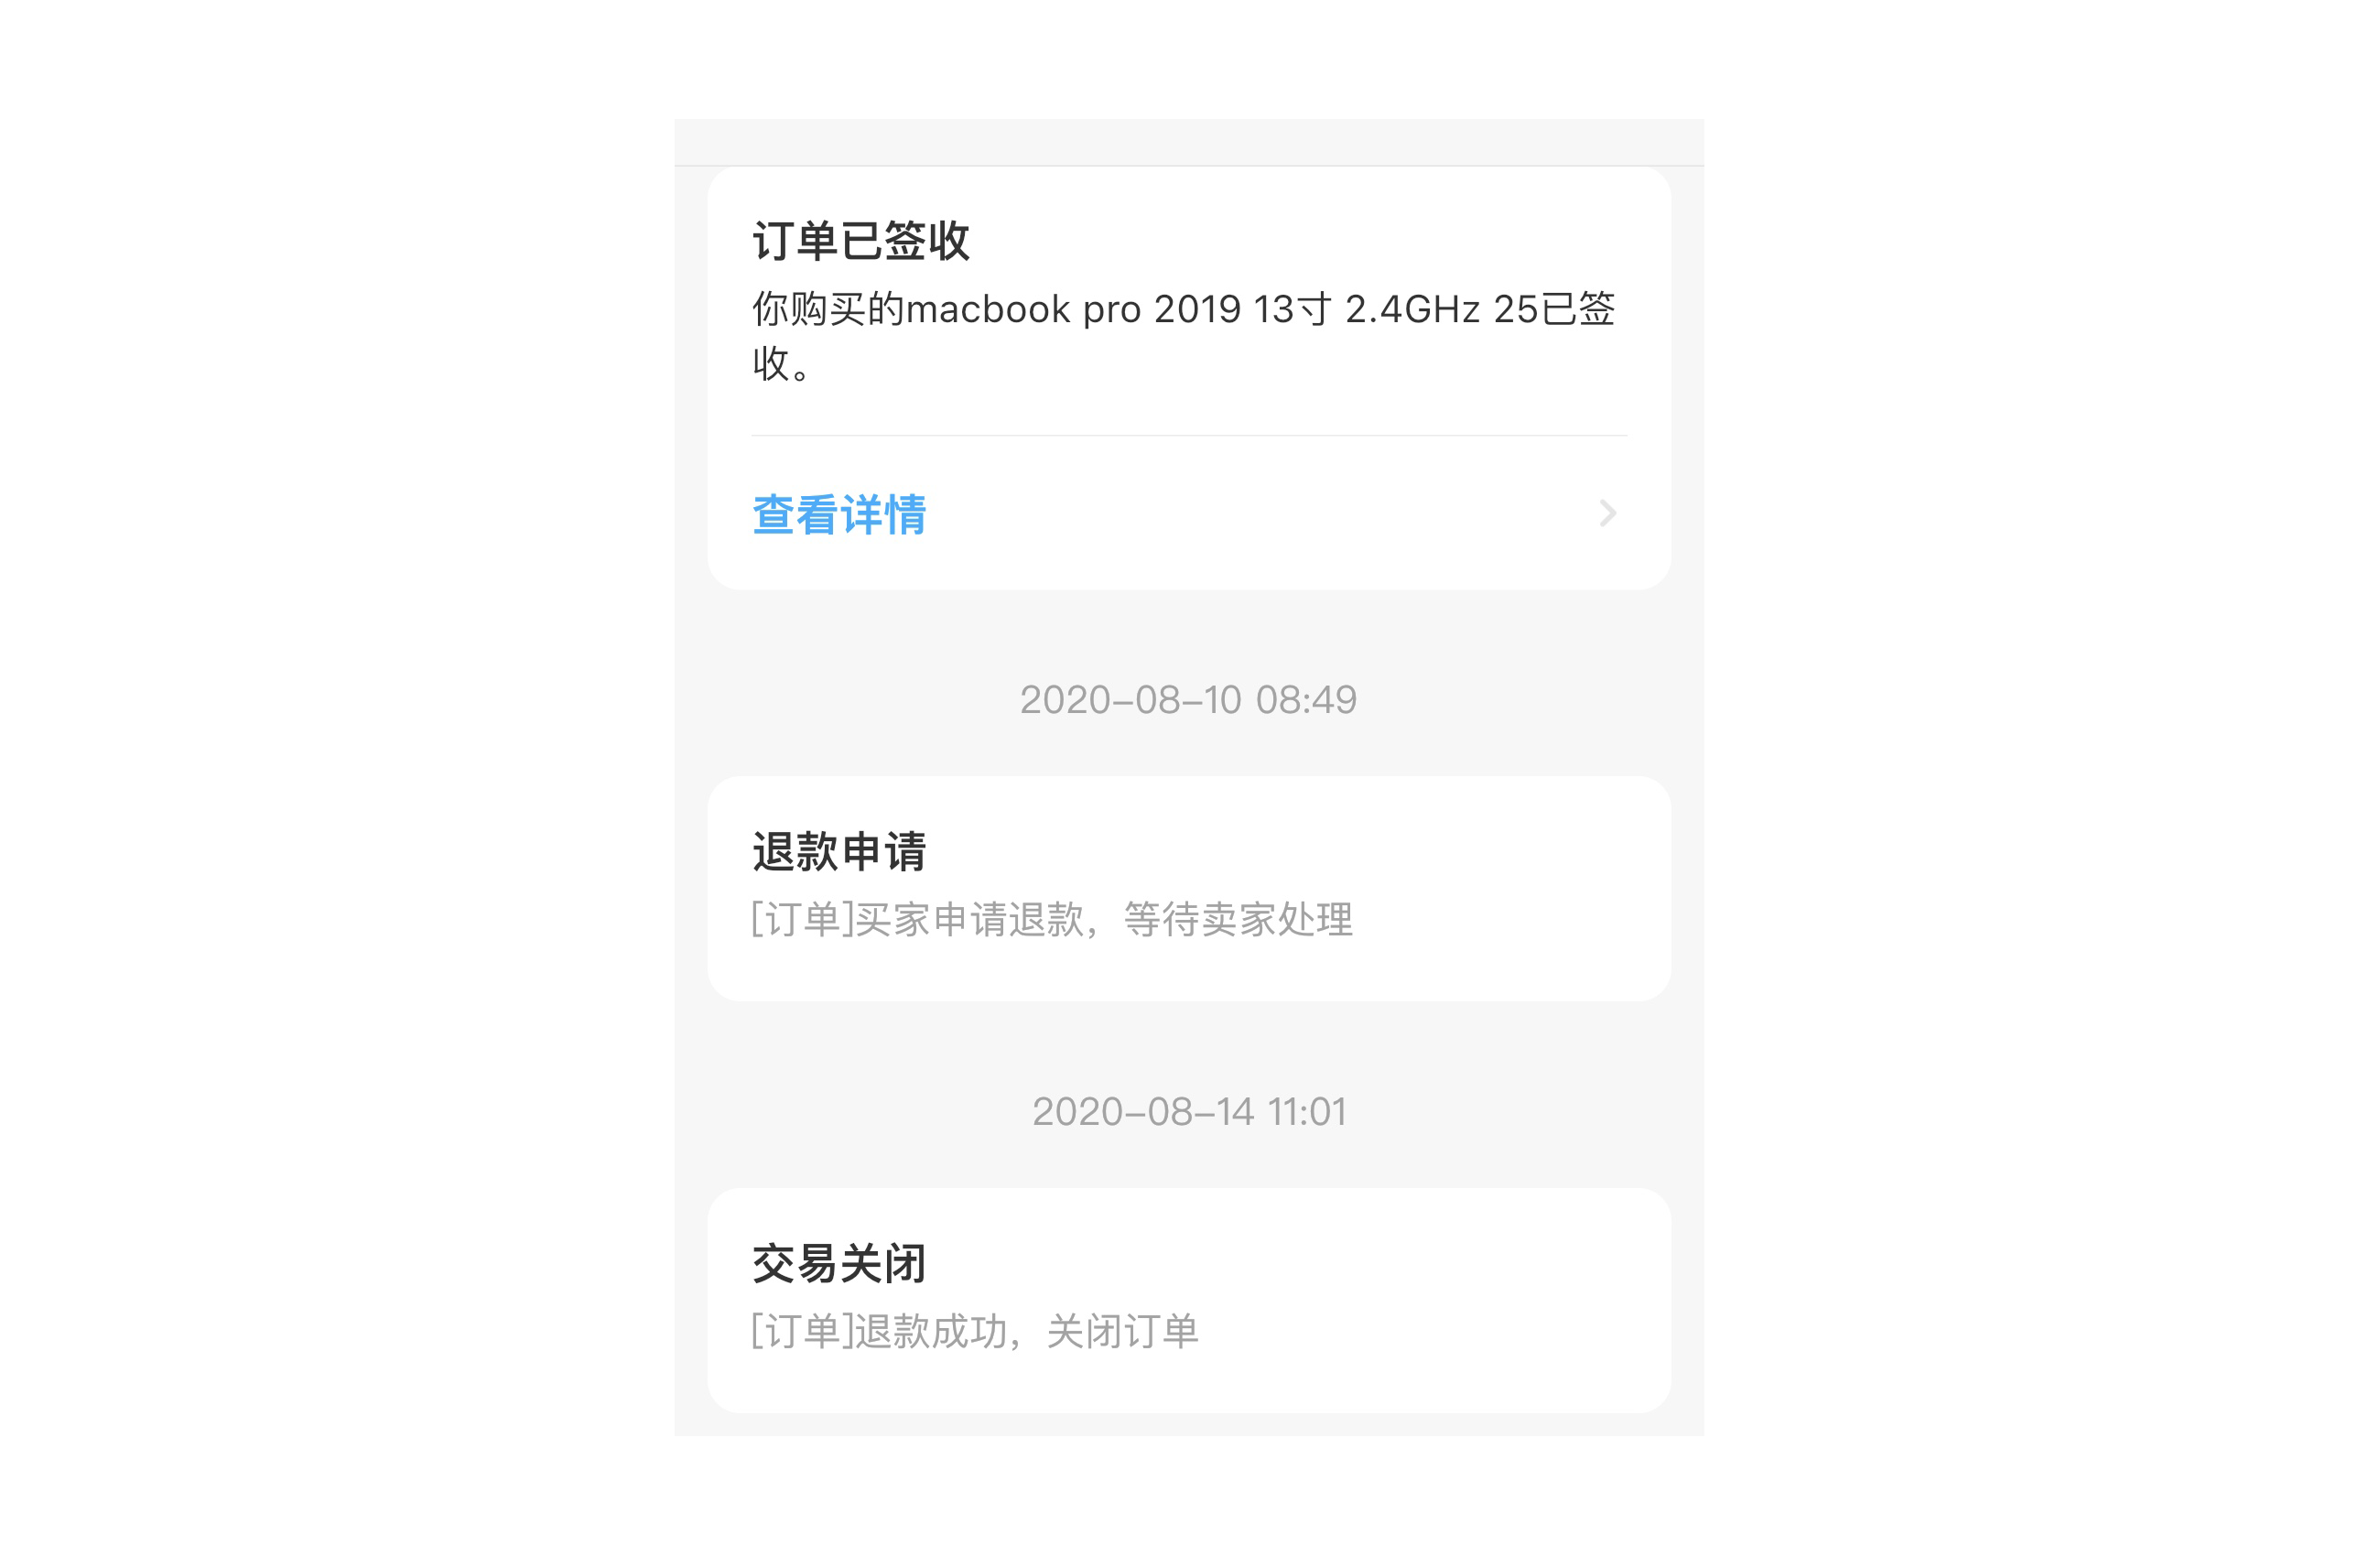 订单已签收
你购买的macbook pro 2019 13寸 2.4GHz 25已签
收。
查看详情
2020-08-10 08:49
退款申请
[订单]买家申请退款，等待卖家处理
2020-08-14 11:01
交易关闭
[订单]退款成功，关闭订单